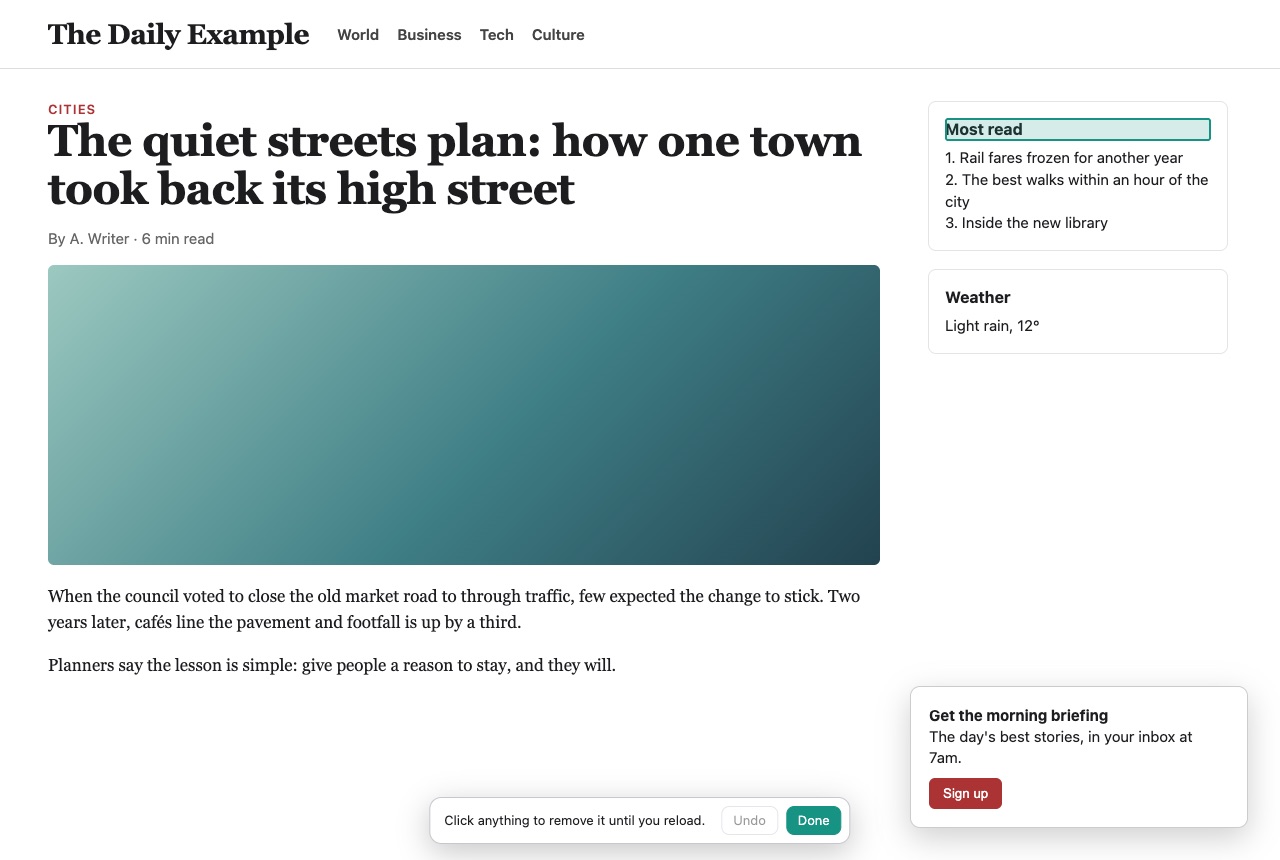 The Daily Example
World Business Tech Culture
CITIES
The quiet streets plan: how one town
took back its high street
By A. Writer · 6 min read
When the council voted to close the old market road to through traffic, few expected the change to stick. Two
years later, cafés line the pavement and footfall is up by a third.
Planners say the lesson is simple: give people a reason to stay, and they will.
Most read
1. Rail fares frozen for another year
2. The best walks within an hour of the
city
3. Inside the new library
Weather
Light rain, 12°
Get the morning briefing
The day's best stories, in your inbox at
7am.
Sign up
Click anything to remove it until you reload.
Undo
Done